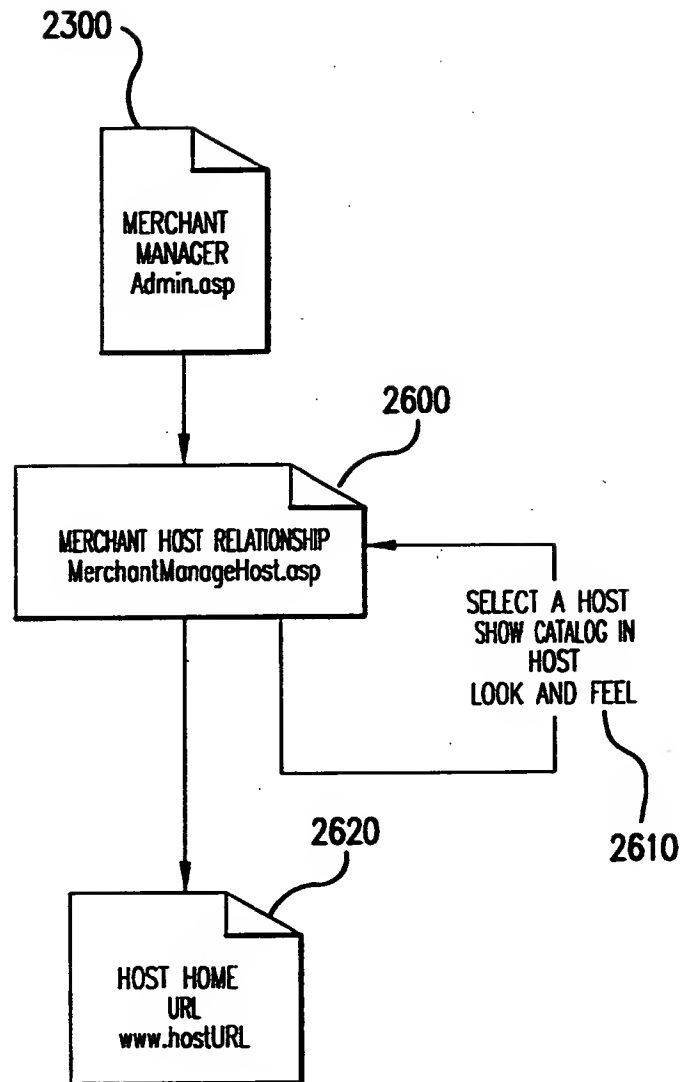 2300
MERCHANT
MANAGER
Admin.asp
2600
MERCHANT HOST RELATIONSHIP
MerchantManageHost.asp
SELECT A HOST
SHOW CATALOG IN
HOST
LOOK AND FEEL
2610
2620
HOST HOME
URL
www.hostURL